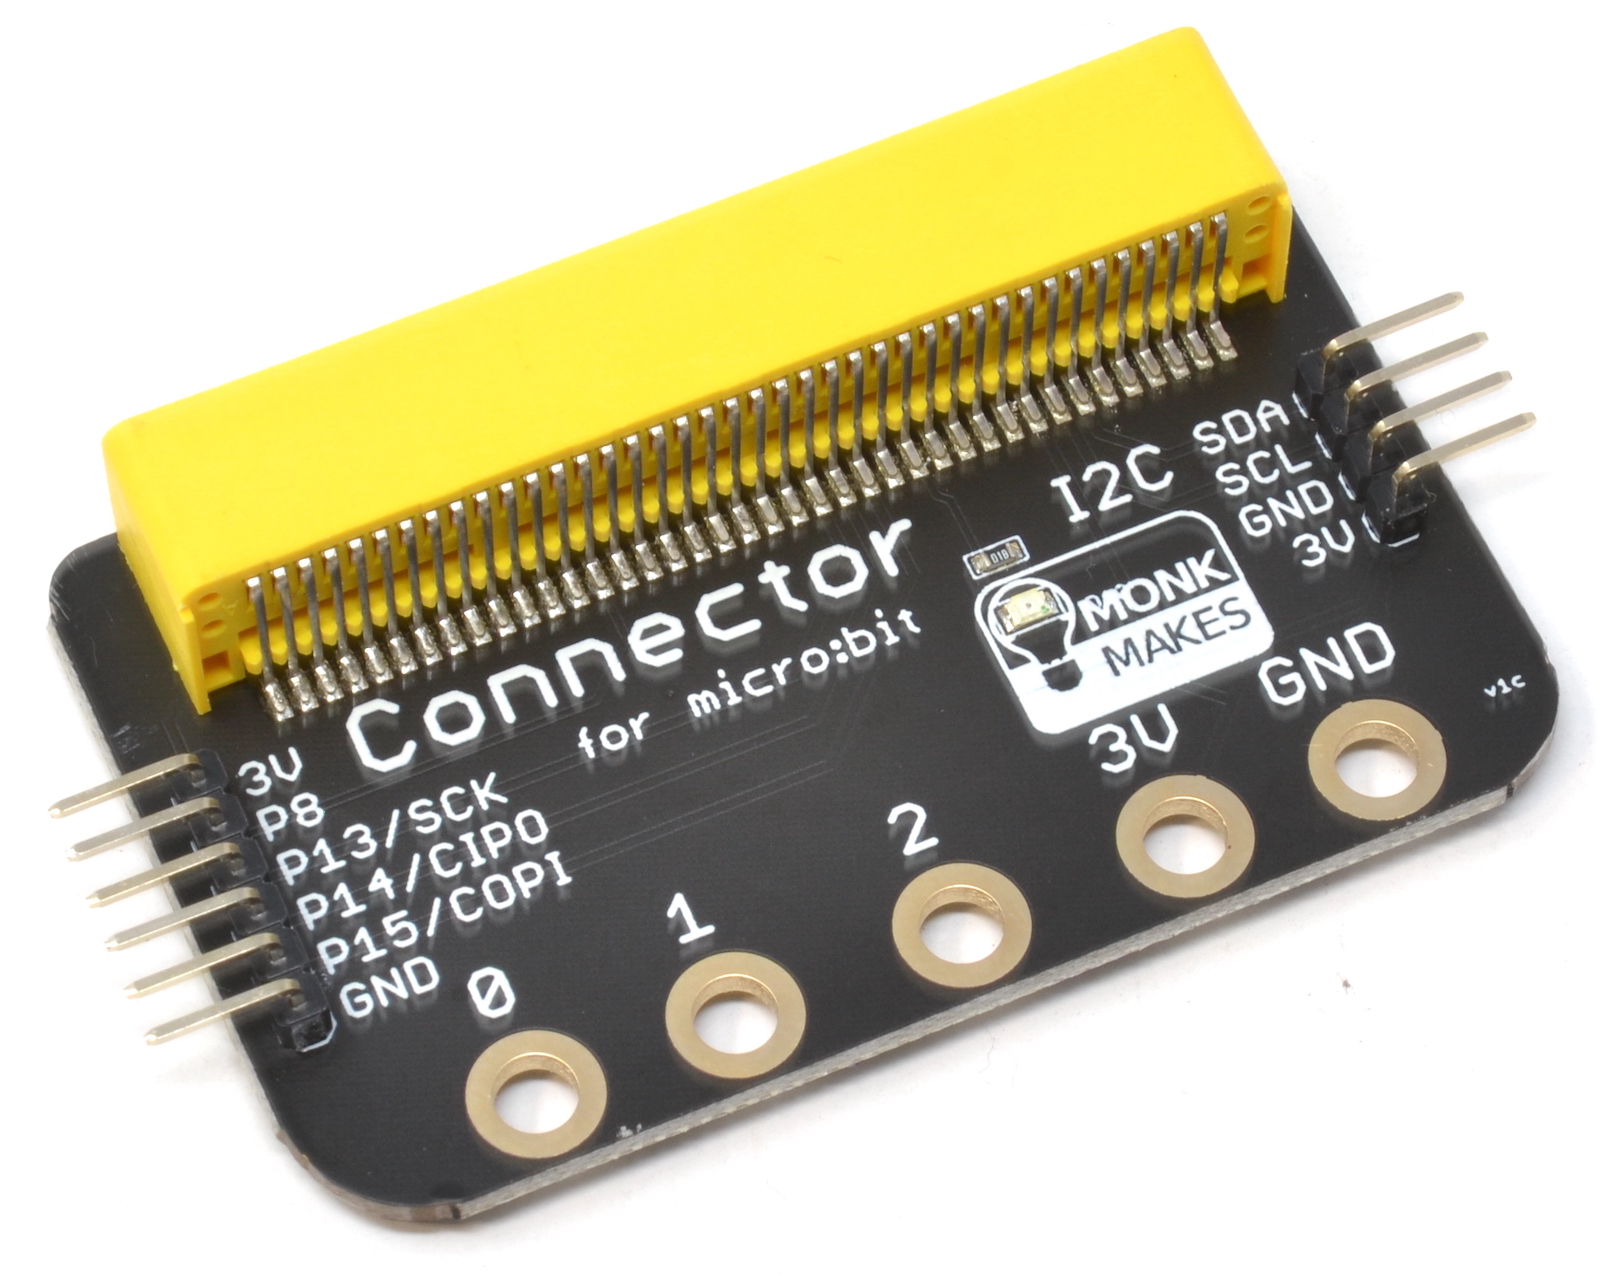 Connector
for micro:bit
I2C
SDA
SCL
GND
3V
MONK
MAKES
3V
P8
P13/SCK
P14/CIPO
P15/COPI
GND
0
1
2
3V
GND
v1c